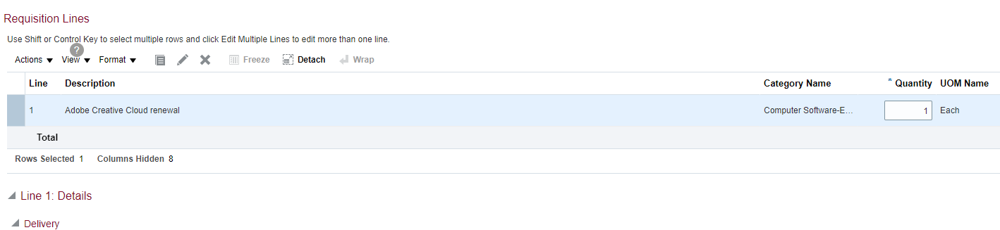 Requisition Lines
Use Shift or Control Key to select multiple rows and click Edit Multiple Lines to edit more than one line.
?
Actions View Format Freeze Detach Wrap
Line Description Category Name * Quantity UOM Name
1 Adobe Creative Cloud renewal Computer Software-E... 1 Each
Total
Rows Selected 1 Columns Hidden 8
Line 1: Details
Delivery